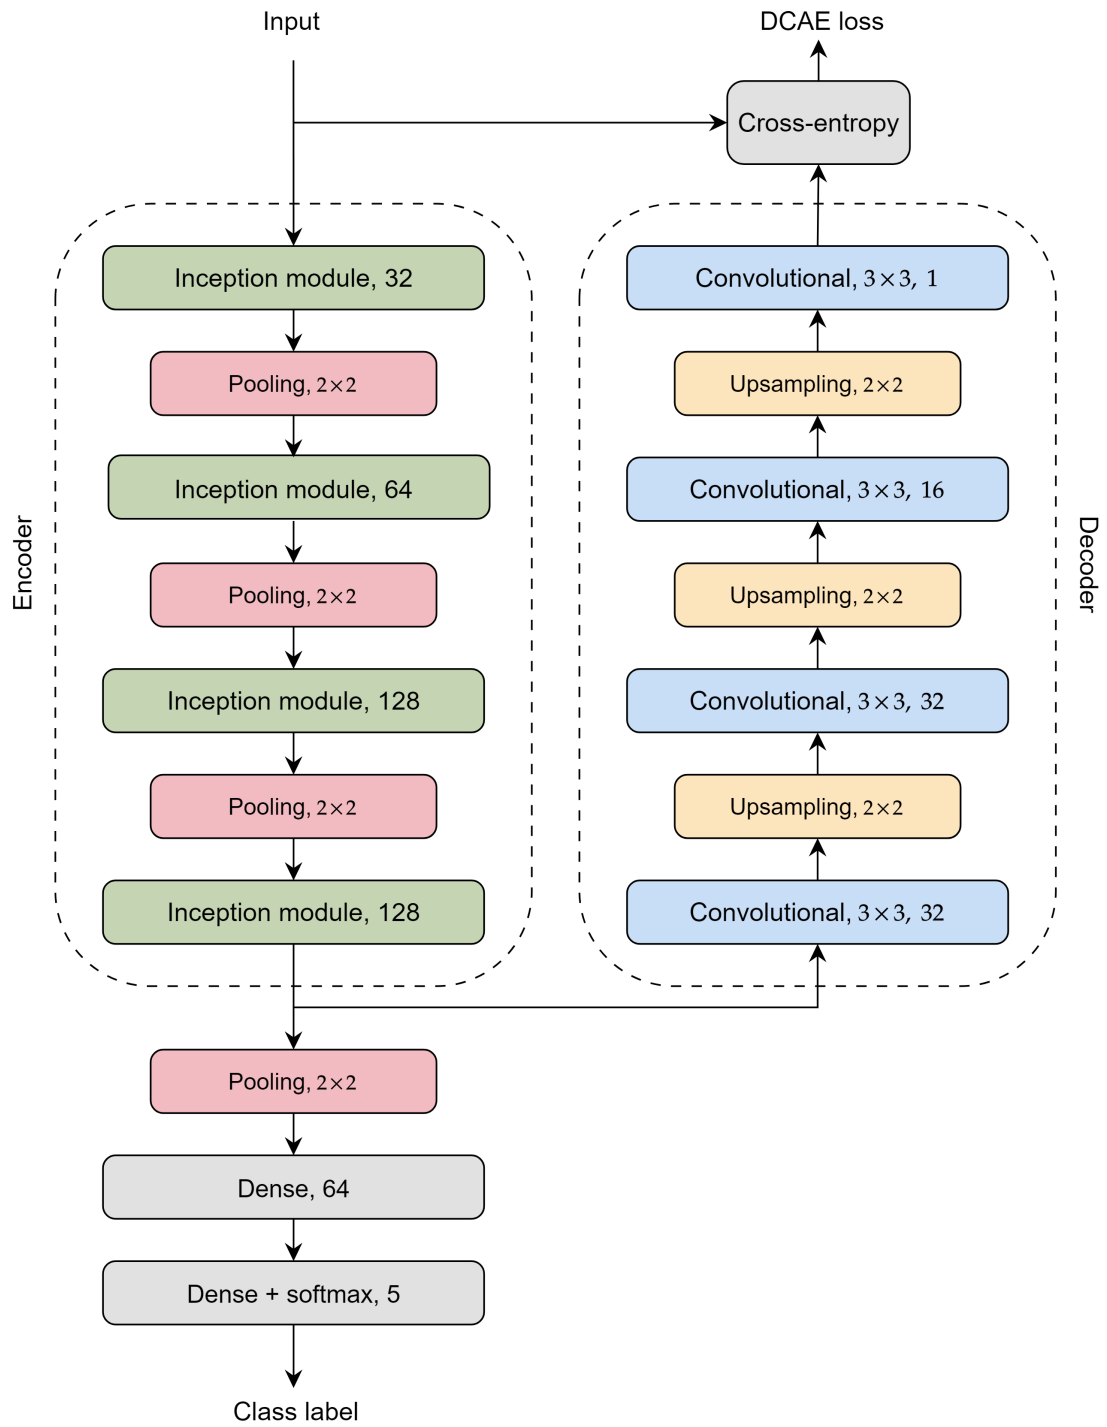 Input
DCAE loss
Cross-entropy
Encoder
Inception module, 32
Pooling, 2×2
Inception module, 64
Pooling, 2×2
Inception module, 128
Pooling, 2×2
Inception module, 128
Decoder
Convolutional, 3×3, 1
Upsampling, 2×2
Convolutional, 3×3, 16
Upsampling, 2×2
Convolutional, 3×3, 32
Upsampling, 2×2
Convolutional, 3×3, 32
Pooling, 2×2
Dense, 64
Dense + softmax, 5
Class label